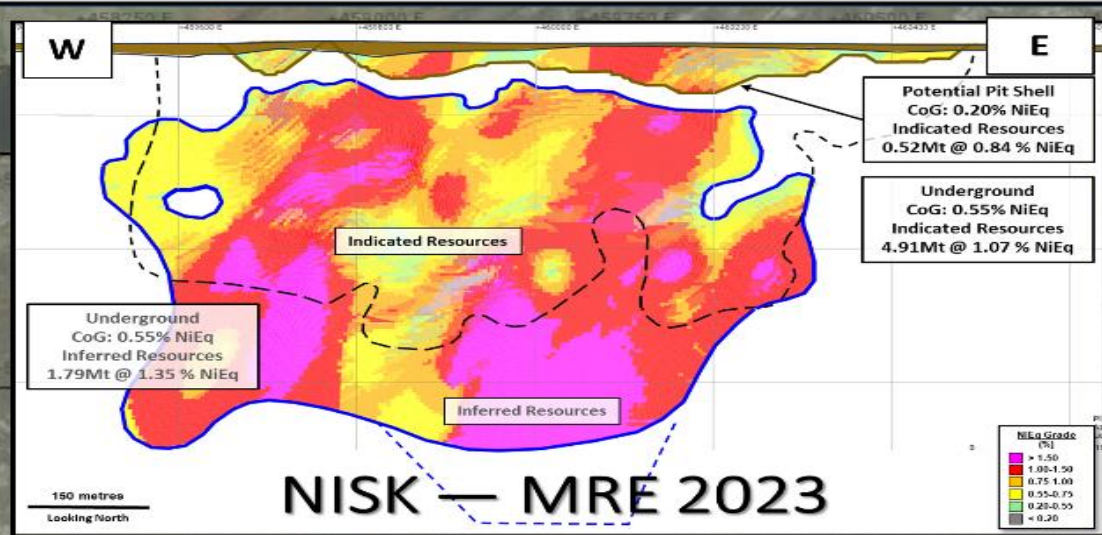 W
E
Potential Pit Shell
CoG: 0.20% NiEq
Indicated Resources
0.52Mt @ 0.84 % NiEq
Underground
CoG: 0.55% NiEq
Indicated Resources
4.91Mt @ 1.07 % NiEq
Indicated Resources
Underground
CoG: 0.55% NiEq
Inferred Resources
1.79Mt @ 1.35 % NiEq
Inferred Resources
NiEq Grade
(%)
> 1.50
1.00-1.50
0.75-1.00
0.55-0.75
0.20-0.55
< 0.20
150 metres
Looking North
NISK — MRE 2023